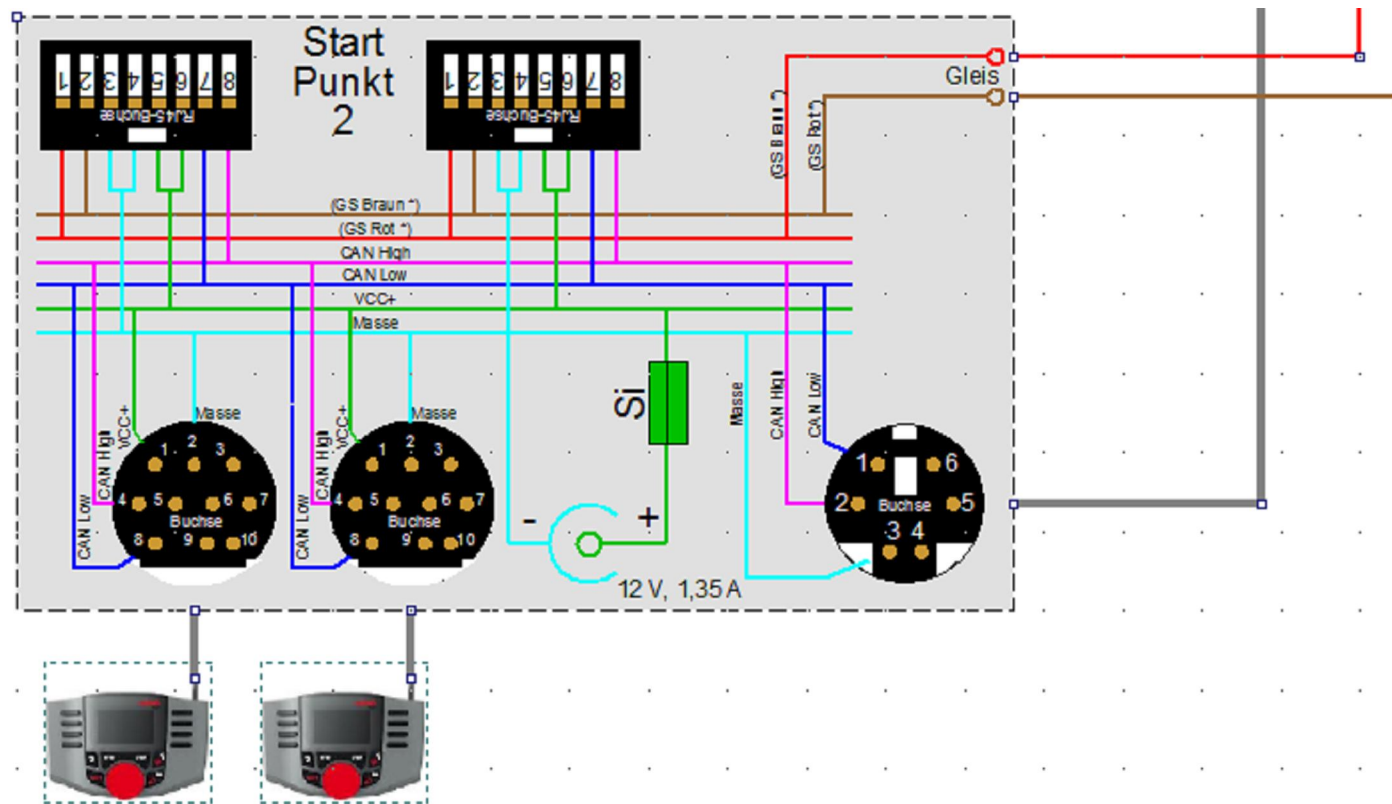 Start
Punkt
2
1 2 3 4 5 6 7 8
RJ45-Buchse
1 2 3 4 5 6 7 8
RJ45-Buchse
Gleis
(GS Rot *)
(GS Braun *)
(GS Rot *)
CAN High
CAN Low
VCC+
Masse
Masse
VCC+
CAN High
CAN Low
1 2 3
4 5 6 7
Buchse
8 9 10
Masse
VCC+
CAN High
CAN Low
1 2 3
4 5 6 7
Buchse
8 9 10
Si
- +
12 V, 1,35 A
Masse
CAN High
CAN Low
1 6
2 Buchse 5
3 4